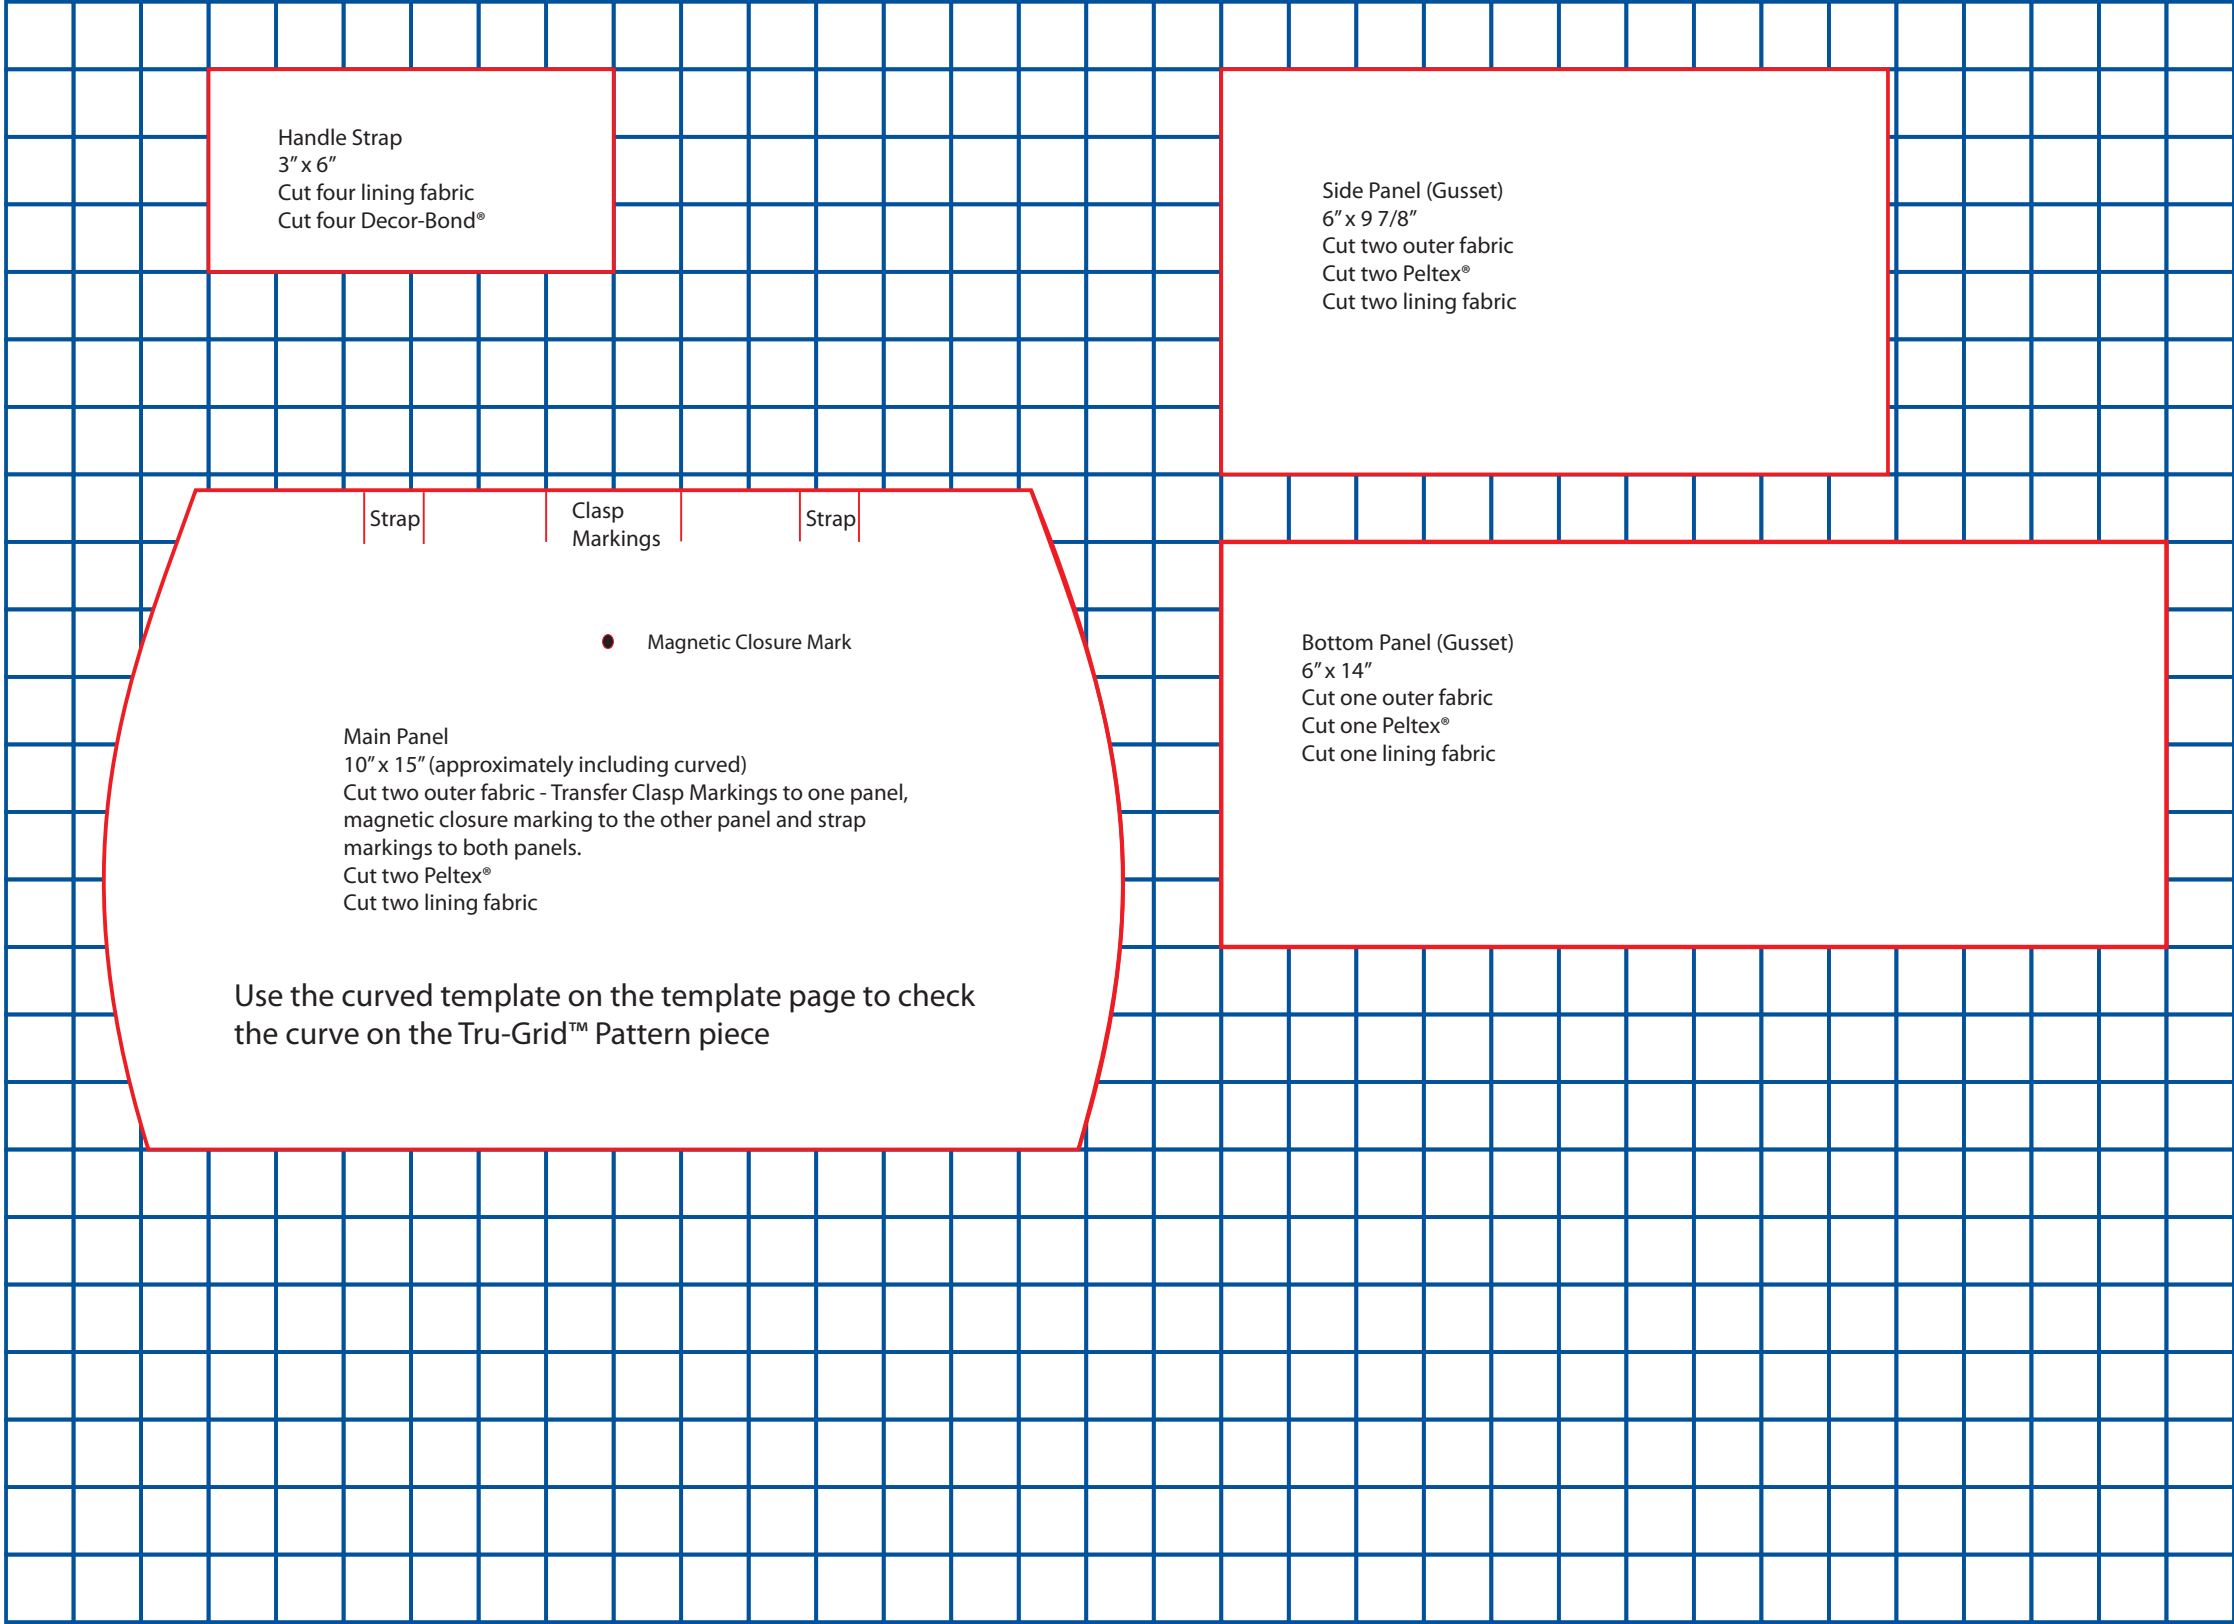 Handle Strap
3” x 6”
Cut four lining fabric
Cut four Decor-Bond®
Side Panel (Gusset)
6” x 9 7/8”
Cut two outer fabric
Cut two Peltex®
Cut two lining fabric
Strap
Clasp
Markings
Strap
Magnetic Closure Mark
Main Panel
10” x 15” (approximately including curved)
Cut two outer fabric - Transfer Clasp Markings to one panel,
magnetic closure marking to the other panel and strap
markings to both panels.
Cut two Peltex®
Cut two lining fabric
Use the curved template on the template page to check
the curve on the Tru-Grid™ Pattern piece
Bottom Panel (Gusset)
6” x 14”
Cut one outer fabric
Cut one Peltex®
Cut one lining fabric